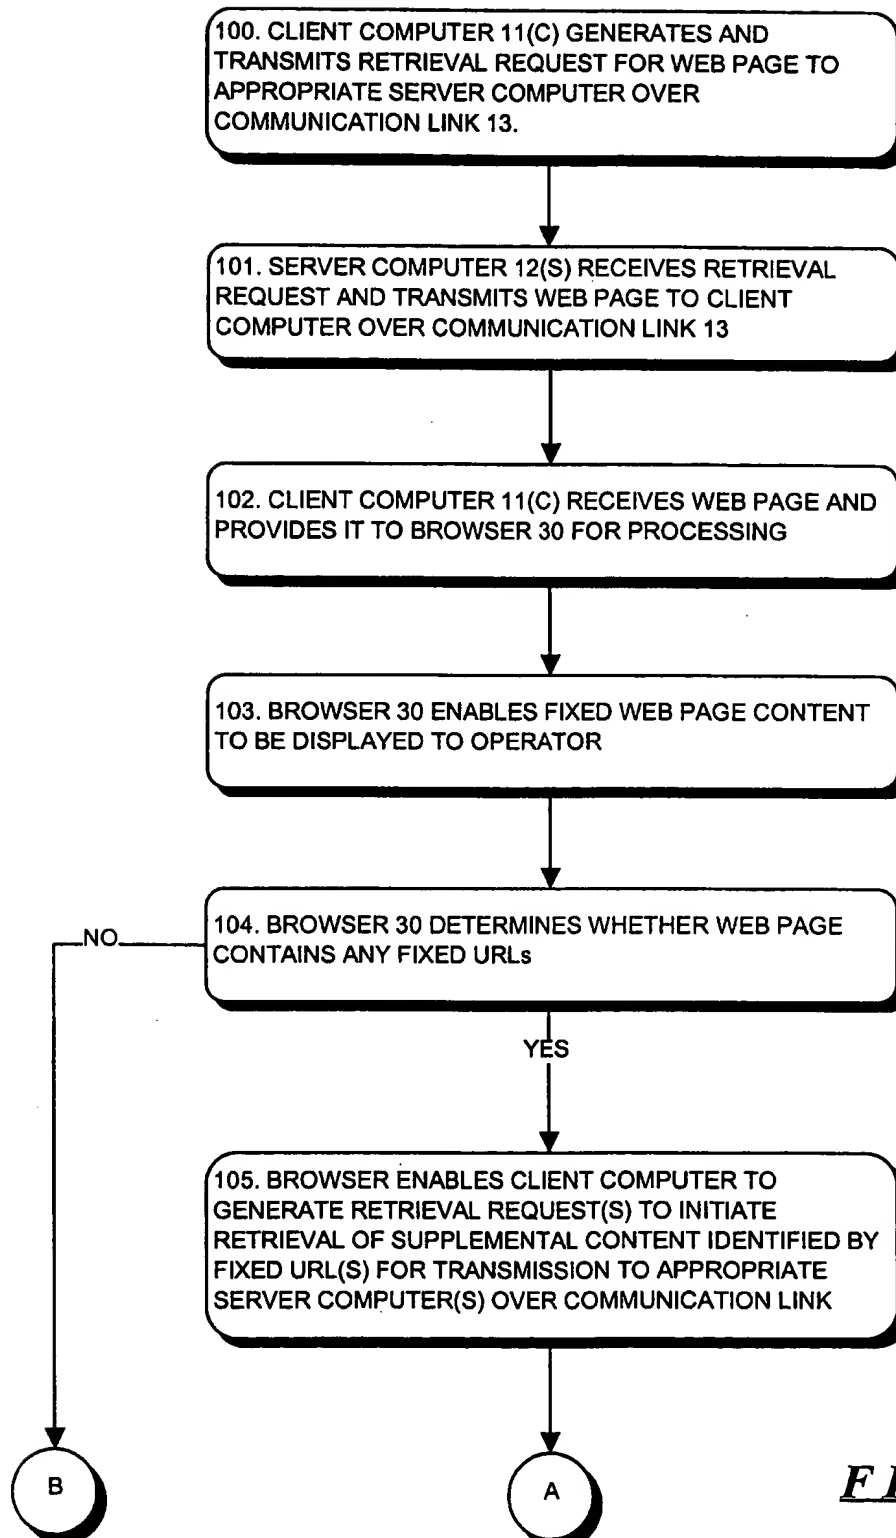 100. CLIENT COMPUTER 11(C) GENERATES AND
TRANSMITS RETRIEVAL REQUEST FOR WEB PAGE TO
APPROPRIATE SERVER COMPUTER OVER
COMMUNICATION LINK 13.
101. SERVER COMPUTER 12(S) RECEIVES RETRIEVAL
REQUEST AND TRANSMITS WEB PAGE TO CLIENT
COMPUTER OVER COMMUNICATION LINK 13
102. CLIENT COMPUTER 11(C) RECEIVES WEB PAGE AND
PROVIDES IT TO BROWSER 30 FOR PROCESSING
103. BROWSER 30 ENABLES FIXED WEB PAGE CONTENT
TO BE DISPLAYED TO OPERATOR
104. BROWSER 30 DETERMINES WHETHER WEB PAGE
CONTAINS ANY FIXED URLs
NO
YES
105. BROWSER ENABLES CLIENT COMPUTER TO
GENERATE RETRIEVAL REQUEST(S) TO INITIATE
RETRIEVAL OF SUPPLEMENTAL CONTENT IDENTIFIED BY
FIXED URL(S) FOR TRANSMISSION TO APPROPRIATE
SERVER COMPUTER(S) OVER COMMUNICATION LINK
B
A